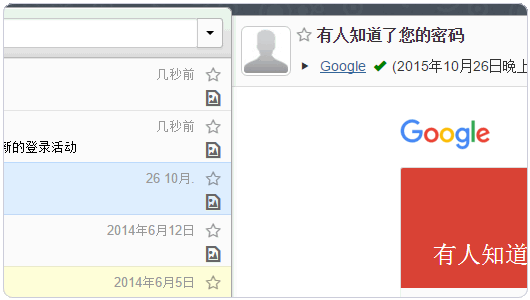 几秒前
几秒前
新的登录活动
26 10月.
2014年6月12日
2014年6月5日
有人知道了您的密码
Google (2015年10月26日晚上
Google
有人知道